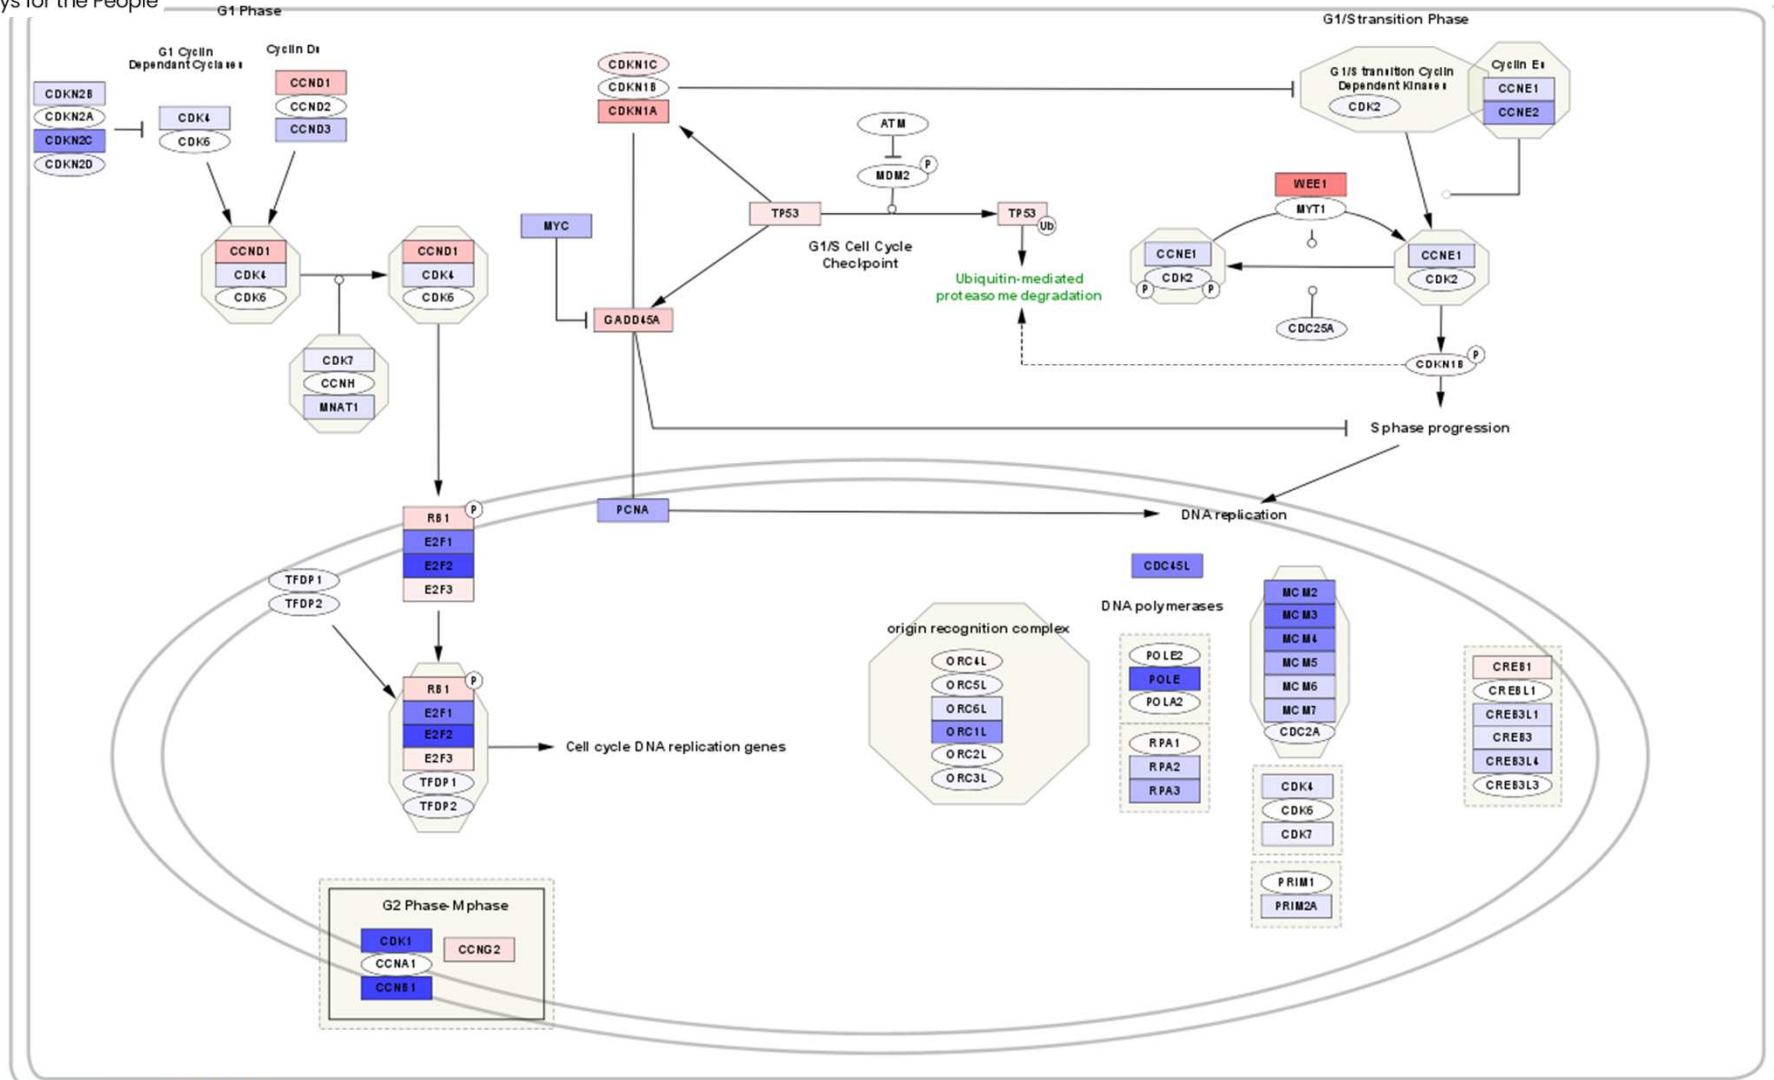 ys for the People
G1 Phase
G1/S transition Phase
G1 Cyclin
Dependant Cyclases
Cyclin Ds
CDKN2B
CDKN2A
CDKN2C
CDKN2D
CDK4
CDK6
CCND1
CCND2
CCND3
CDKN1C
CDKN1B
CDKN1A
ATM
MDM2
P
TP53
TP53
Ub
G1/S Cell Cycle
Checkpoint
Ubiquitin-mediated
proteasome degradation
MYC
GADD45A
G1/S transition Cyclin
Dependent Kinases
CDK2
Cyclin Es
CCNE1
CCNE2
WEE1
MYT1
CCNE1
CDK2
P
P
CCNE1
CDK2
CDC25A
CDKN1B
P
S phase progression
CCND1
CDK4
CDK6
CCND1
CDK4
CDK6
CDK7
CCNH
MNAT1
RB1
P
E2F1
E2F2
E2F3
PCNA
DNA replication
TFDP1
TFDP2
RB1
P
E2F1
E2F2
E2F3
TFDP1
TFDP2
Cell cycle DNA replication genes
origin recognition complex
ORC4L
ORC5L
ORC6L
ORC1L
ORC2L
ORC3L
CDC45L
DNA polymerases
POLE2
POLE
POLA2
RPA1
RPA2
RPA3
MCM2
MCM3
MCM4
MCM5
MCM6
MCM7
CDC2A
CDK4
CDK6
CDK7
PRIM1
PRIM2A
CREB1
CREBL1
CREB3L1
CREB3
CREB3L4
CREB3L3
G2 Phase-M phase
CDK1
CCNA1
CCNB1
CCNG2